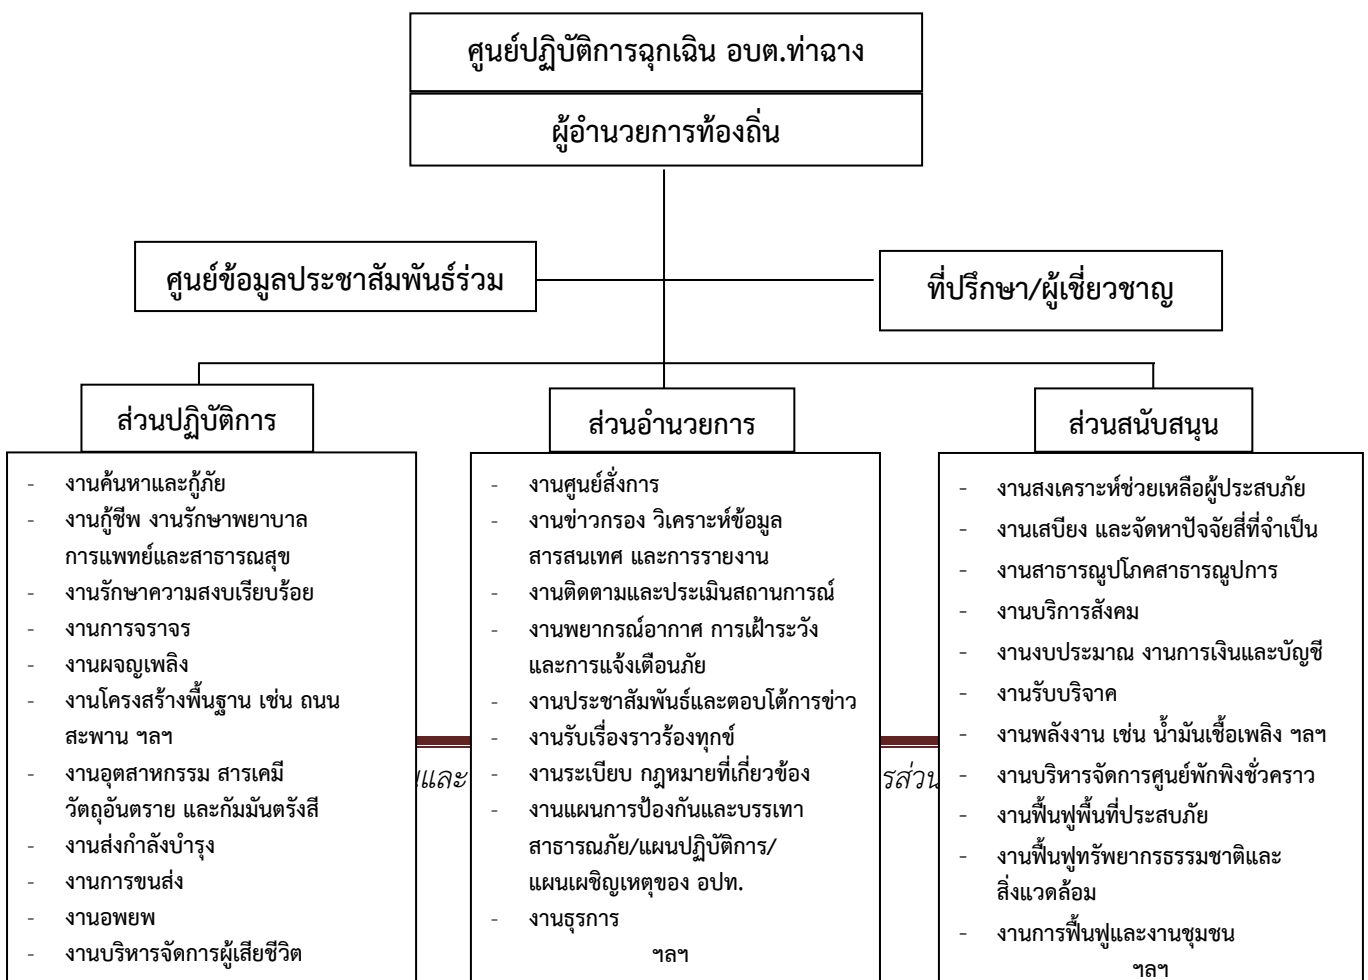 ศูนย์ปฏิบัติการฉุกเฉิน อบต.ท่าฉาง
ผู้อำนวยการท้องถิ่น
ศูนย์ข้อมูลประชาสัมพันธ์ร่วม
ที่ปรึกษา/ผู้เชี่ยวชาญ
ส่วนปฏิบัติการ
- งานค้นหาและกู้ภัย
- งานกู้ชีพ งานรักษาพยาบาล
การแพทย์และสาธารณสุข
- งานรักษาความสงบเรียบร้อย
- งานการจราจร
- งานผจญเพลิง
- งานโครงสร้างพื้นฐาน เช่น ถนน
สะพาน ฯลฯ
- งานอุตสาหกรรม สารเคมี
วัตถุอันตราย และกัมมันตรังสี
- งานส่งกำลังบำรุง
- งานการขนส่ง
- งานอพยพ
- งานบริหารจัดการผู้เสียชีวิต
ส่วนอำนวยการ
- งานศูนย์สั่งการ
- งานข่าวกรอง วิเคราะห์ข้อมูล
สารสนเทศ และการรายงาน
- งานติดตามและประเมินสถานการณ์
- งานพยากรณ์อากาศ การเฝ้าระวัง
และการแจ้งเตือนภัย
- งานประชาสัมพันธ์และตอบโต้การข่าว
- งานรับเรื่องราวร้องทุกข์
- งานระเบียบ กฎหมายที่เกี่ยวข้อง
- งานแผนการป้องกันและบรรเทา
สาธารณภัย/แผนปฏิบัติการ/
แผนเผชิญเหตุของ อปท.
- งานธุรการ
ฯลฯ
ส่วนสนับสนุน
- งานสงเคราะห์ช่วยเหลือผู้ประสบภัย
- งานเสบียง และจัดหาปัจจัยสี่ที่จำเป็น
- งานสาธารณูปโภคสาธารณูปการ
- งานบริการสังคม
- งานงบประมาณ งานการเงินและบัญชี
- งานรับบริจาค
- งานพลังงาน เช่น น้ำมันเชื้อเพลิง ฯลฯ
- งานบริหารจัดการศูนย์พักพิงชั่วคราว
- งานฟื้นฟูพื้นที่ประสบภัย
- งานฟื้นฟูทรัพยากรธรรมชาติและ
สิ่งแวดล้อม
- งานการฟื้นฟูและงานชุมชน
ฯลฯ
และ
รส่วน